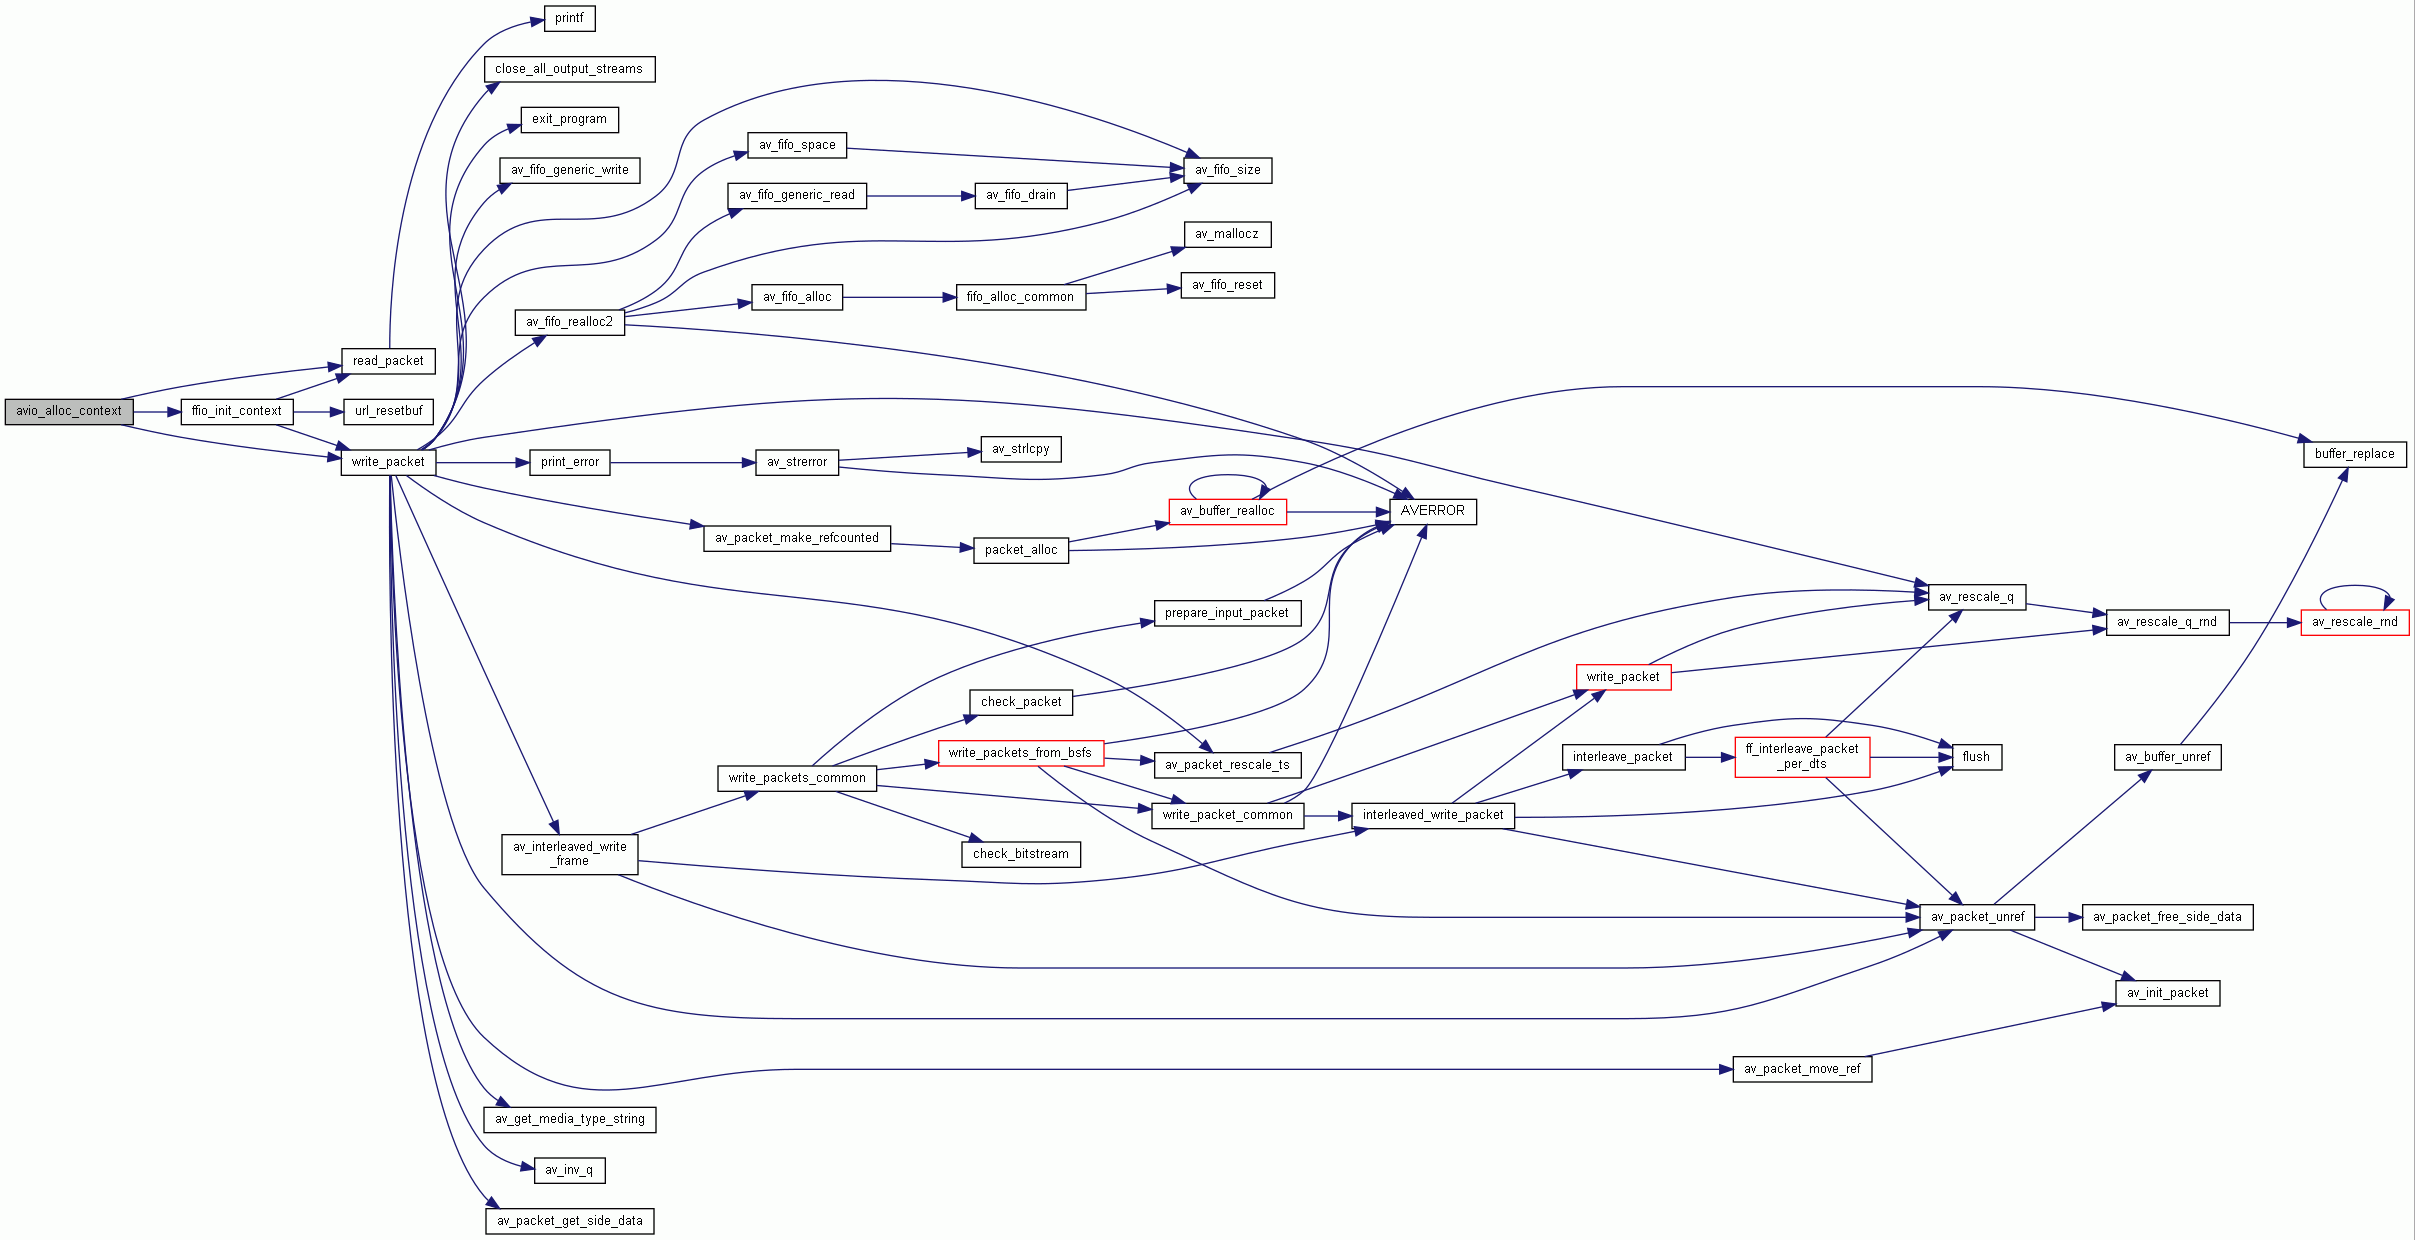 printf
close_all_output_streams
exit_program
av_fifo_space
av_fifo_generic_write
av_fifo_size
av_fifo_generic_read
av_fifo_drain
av_mallocz
av_fifo_reset
av_fifo_alloc
fifo_alloc_common
av_fifo_realloc2
read_packet
avio_alloc_context
ffio_init_context
url_resetbuf
av_strlcpy
buffer_replace
write_packet
print_error
av_strerror
av_buffer_realloc
AVERROR
av_packet_make_refcounted
packet_alloc
av_rescale_q
prepare_input_packet
av_rescale_q_rnd
av_rescale_rnd
write_packet
check_packet
write_packets_from_bsfs
av_packet_rescale_ts
interleave_packet
ff_interleave_packet
_per_dts
flush
av_buffer_unref
write_packets_common
write_packet_common
interleaved_write_packet
av_interleaved_write
_frame
check_bitstream
av_packet_unref
av_packet_free_side_data
av_init_packet
av_packet_move_ref
av_get_media_type_string
av_inv_q
av_packet_get_side_data